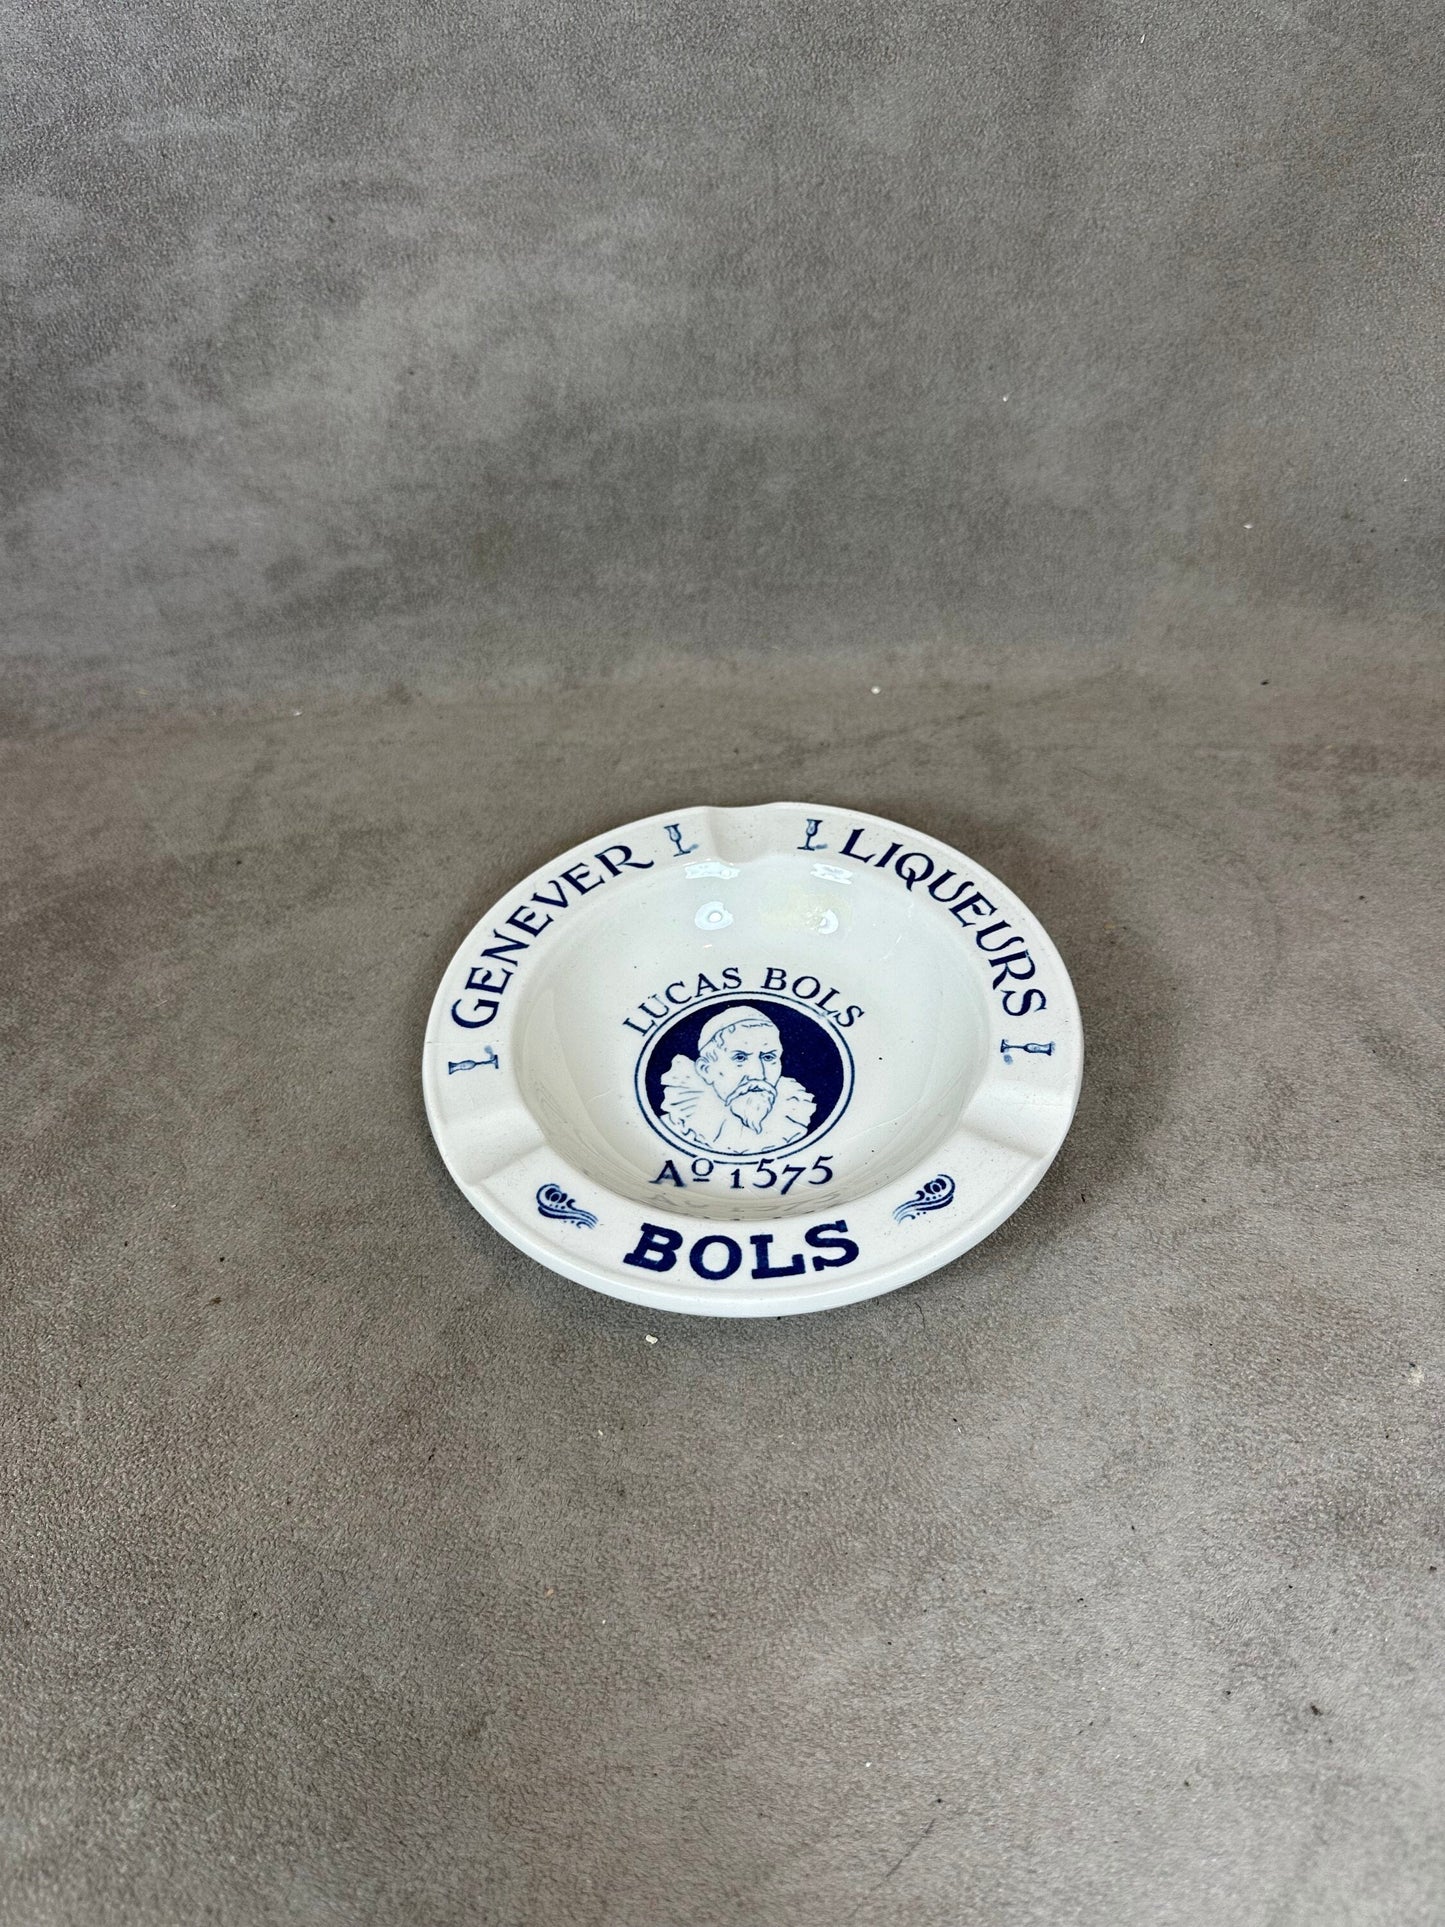 GENEVER
LIQUEURS
LUCAS BOLS
Aº 1575
BOLS